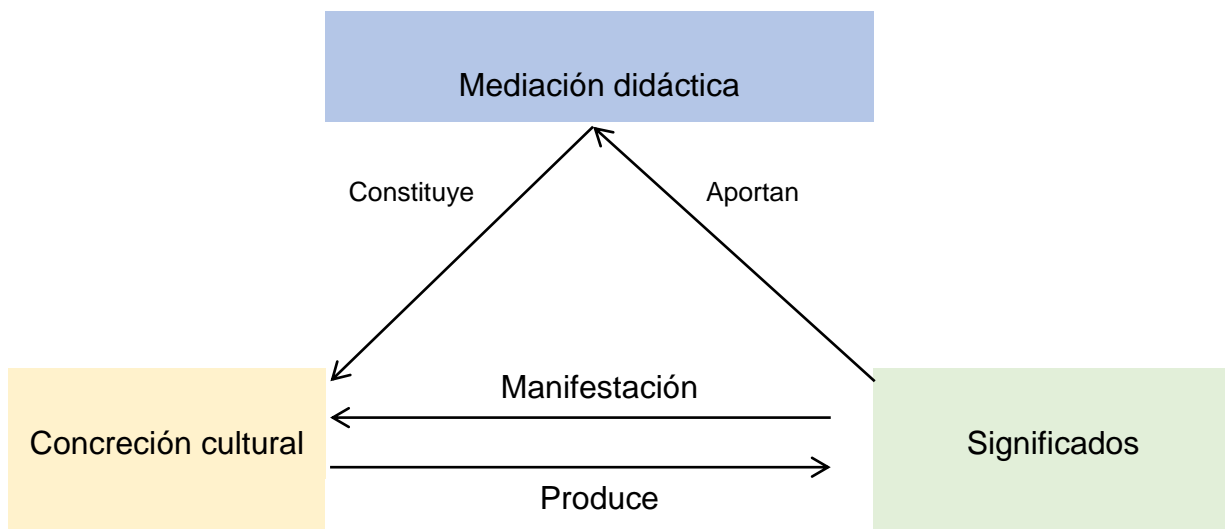 Mediación didáctica
Constituye
Aportan
Manifestación
Concreción cultural
Significados
Produce